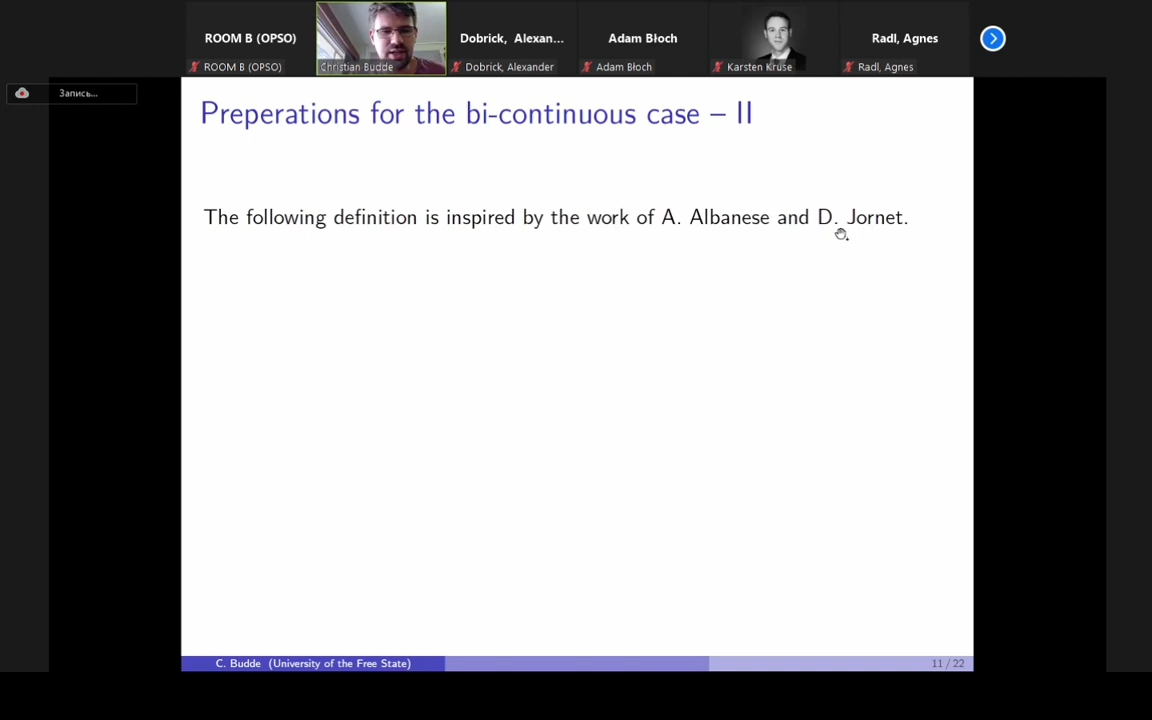 ROOM B (OPSO)
Dobrick, Alexan...
Adam Błoch
Radl, Agnes
ROOM B (OPSO)
Christian Budde
Dobrick, Alexander
Adam Błoch
Karsten Kruse
Radl, Agnes
Запись...
Preperations for the bi-continuous case – II
The following definition is inspired by the work of A. Albanese and D. Jornet.
C. Budde (University of the Free State)
11 / 22